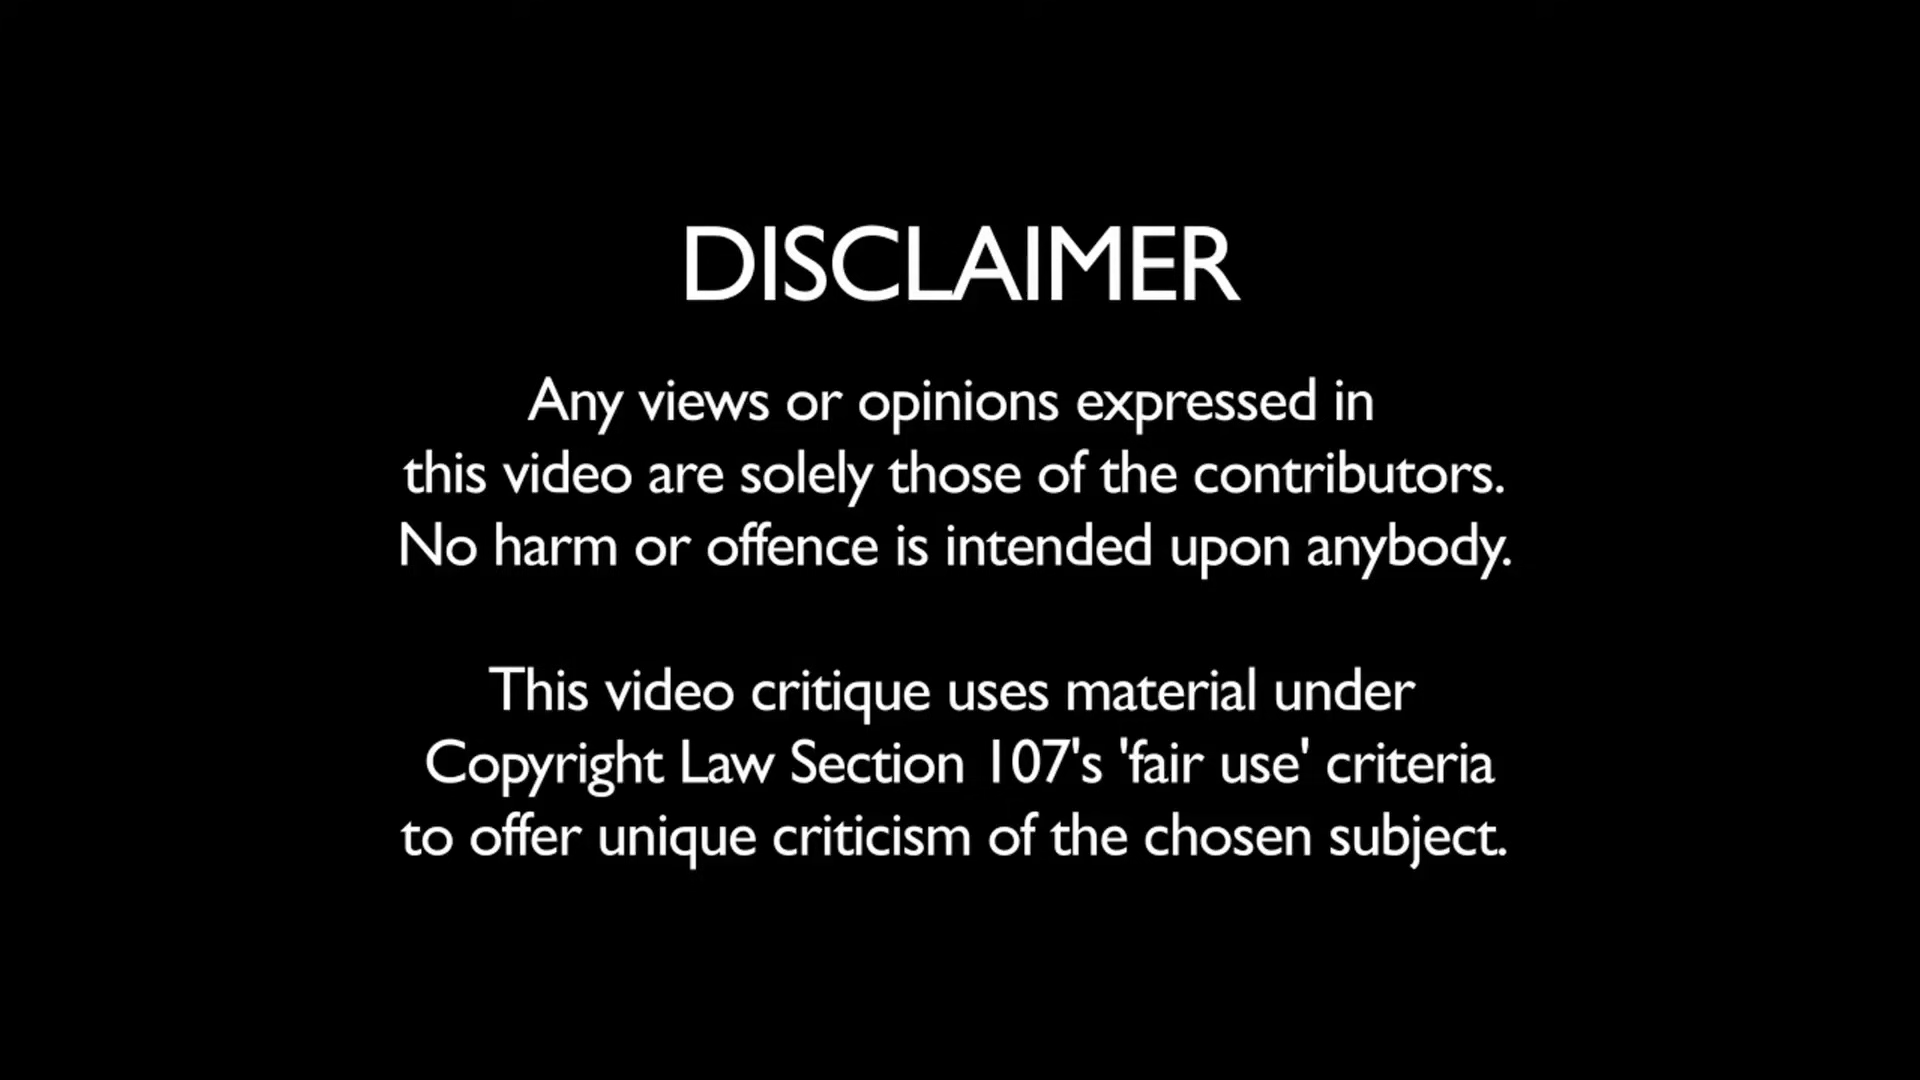 DISCLAIMER
Any views or opinions expressed in
this video are solely those of the contributors.
No harm or offence is intended upon anybody.
This video critique uses material under
Copyright Law Section 107's 'fair use' criteria
to offer unique criticism of the chosen subject.